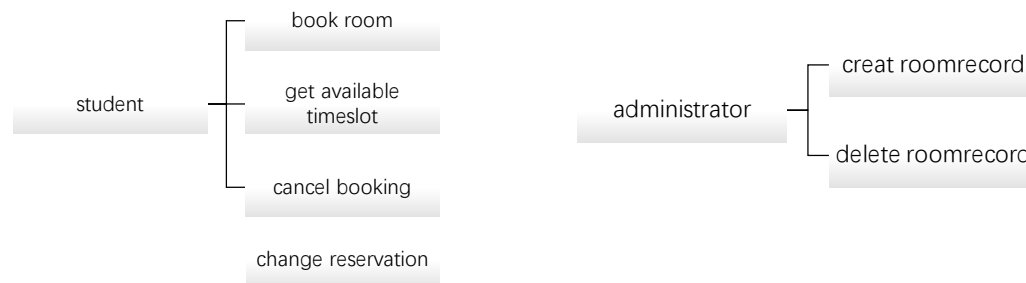 student
book room
get available
timeslot
cancel booking
change reservation
administrator
creat roomrecord
delete roomrecord